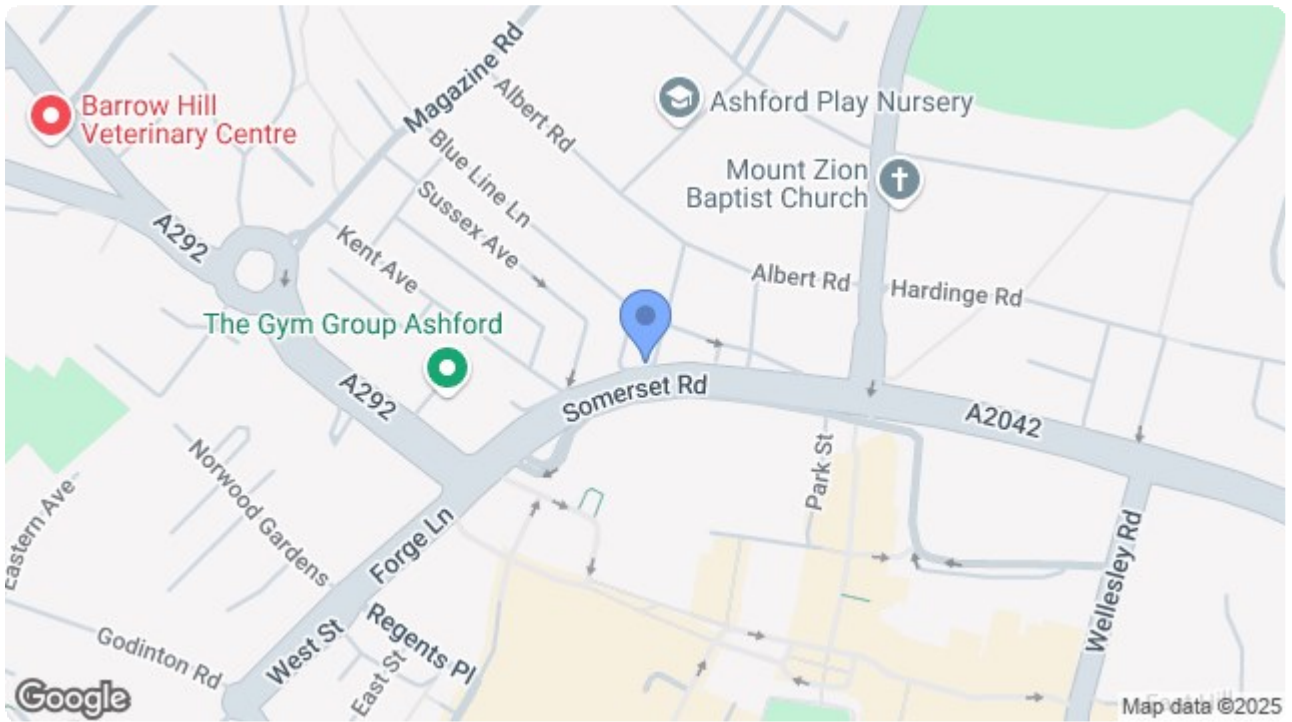 Magazine Rd
Albert Rd
Barrow Hill
Veterinary Centre
Ashford Play Nursery
Blue Line Ln
Mount Zion
Baptist Church
Sussex Ave
A292
Kent Ave
Albert Rd
Hardinge Rd
The Gym Group Ashford
A292
Somerset Rd
A2042
Park St
Norwood Gardens
Eastern Ave
Forge Ln
Wellesley Rd
Regents Pl
Godinton Rd
West St
East St
Google
Map data ©2025